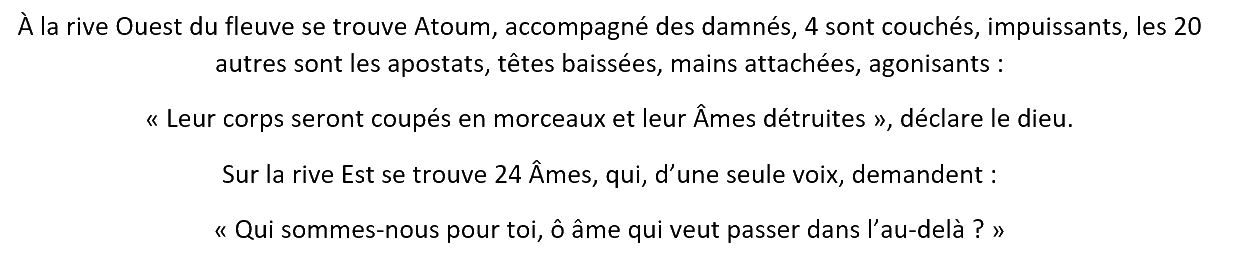 À la rive Ouest du fleuve se trouve Atoum, accompagné des damnés, 4 sont couchés, impuissants, les 20
autres sont les apostats, têtes baissées, mains attachées, agonisants :
« Leur corps seront coupés en morceaux et leur Âmes détruites », déclare le dieu.
Sur la rive Est se trouve 24 Âmes, qui, d’une seule voix, demandent :
« Qui sommes-nous pour toi, ô âme qui veut passer dans l’au-delà ? »